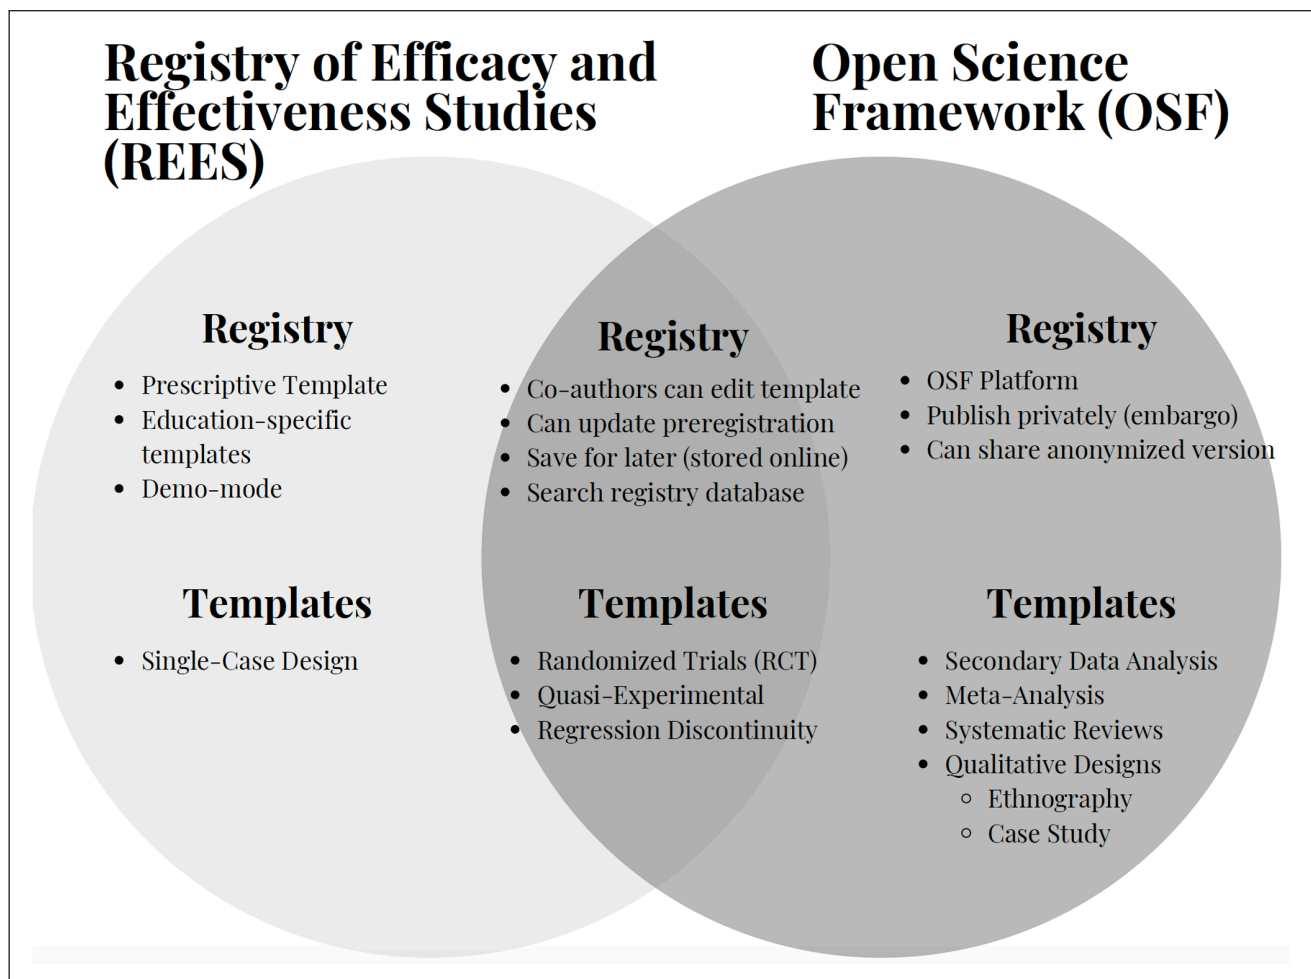 Registry of Efficacy and
Effectiveness Studies
(REES)
Open Science
Framework (OSF)
Registry
• Prescriptive Template
• Education-specific
templates
• Demo-mode
Templates
• Single-Case Design
Registry
• Co-authors can edit template
• Can update preregistration
• Save for later (stored online)
• Search registry database
Templates
• Randomized Trials (RCT)
• Quasi-Experimental
• Regression Discontinuity
Registry
• OSF Platform
• Publish privately (embargo)
• Can share anonymized version
Templates
• Secondary Data Analysis
• Meta-Analysis
• Systematic Reviews
• Qualitative Designs
◦ Ethnography
◦ Case Study